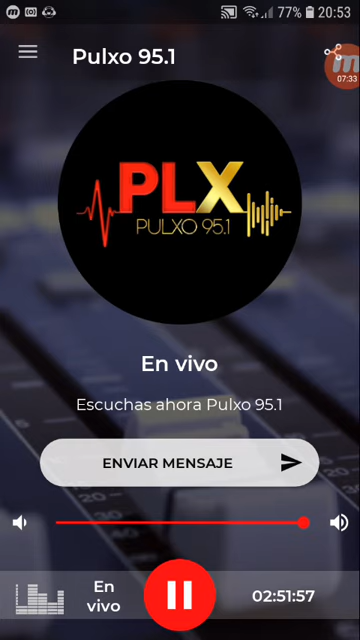 77% 20:53
Pulxo 95.1
07:33
PLX
PULXO 95.1
En vivo
Escuchas ahora Pulxo 95.1
ENVIAR MENSAJE
En
vivo
02:51:57